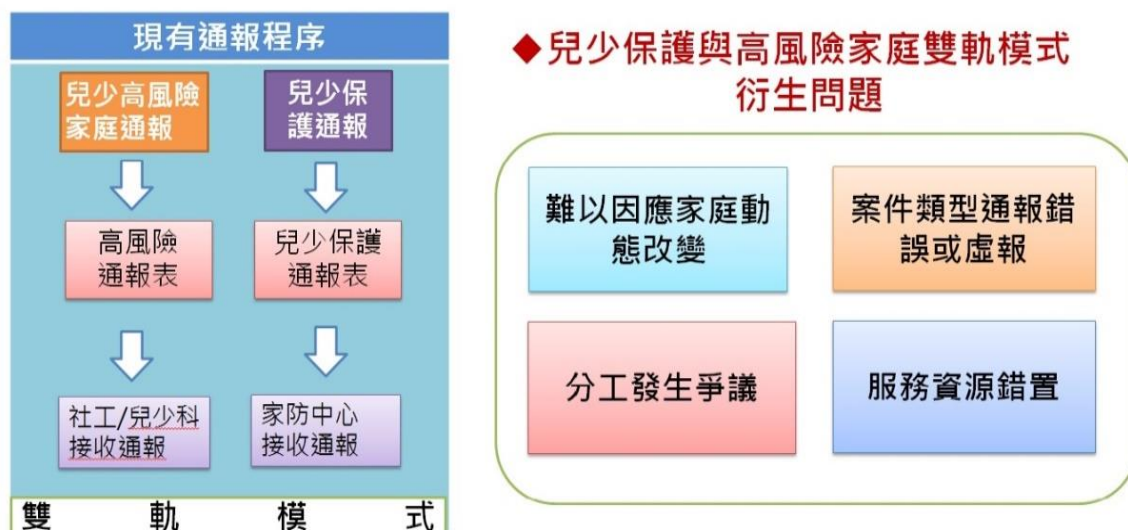 現有通報程序
兒少高風險
家庭通報
兒少保
護通報
高風險
通報表
兒少保護
通報表
社工/兒少科
接收通報
家防中心
接收通報
雙軌模式
◆兒少保護與高風險家庭雙軌模式
衍生問題
難以因應家庭動
態改變
案件類型通報錯
誤或虛報
分工發生爭議
服務資源錯置